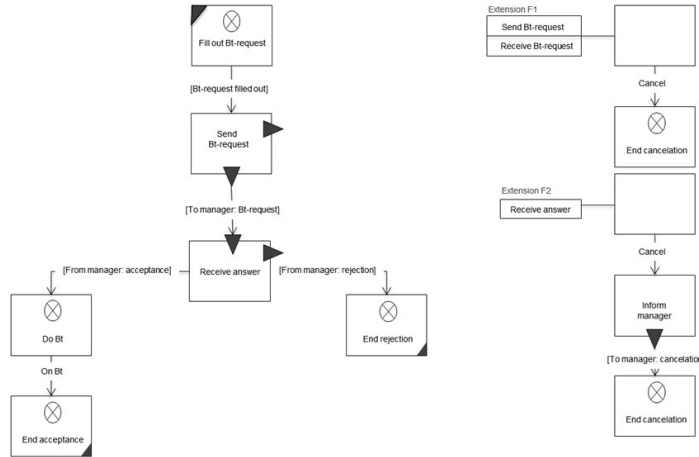 Fill out Bt-request
[Bt-request filled out]
Send
Bt-request
[To manager: Bt-request]
Receive answer
[From manager: acceptance]
[From manager: rejection]
Do Bt
On Bt
End acceptance
End rejection
Extension F1
Send Bt-request
Receive Bt-request
Cancel
End cancelation
Extension F2
Receive answer
Cancel
Inform
manager
[To manager: cancelation
End cancelation